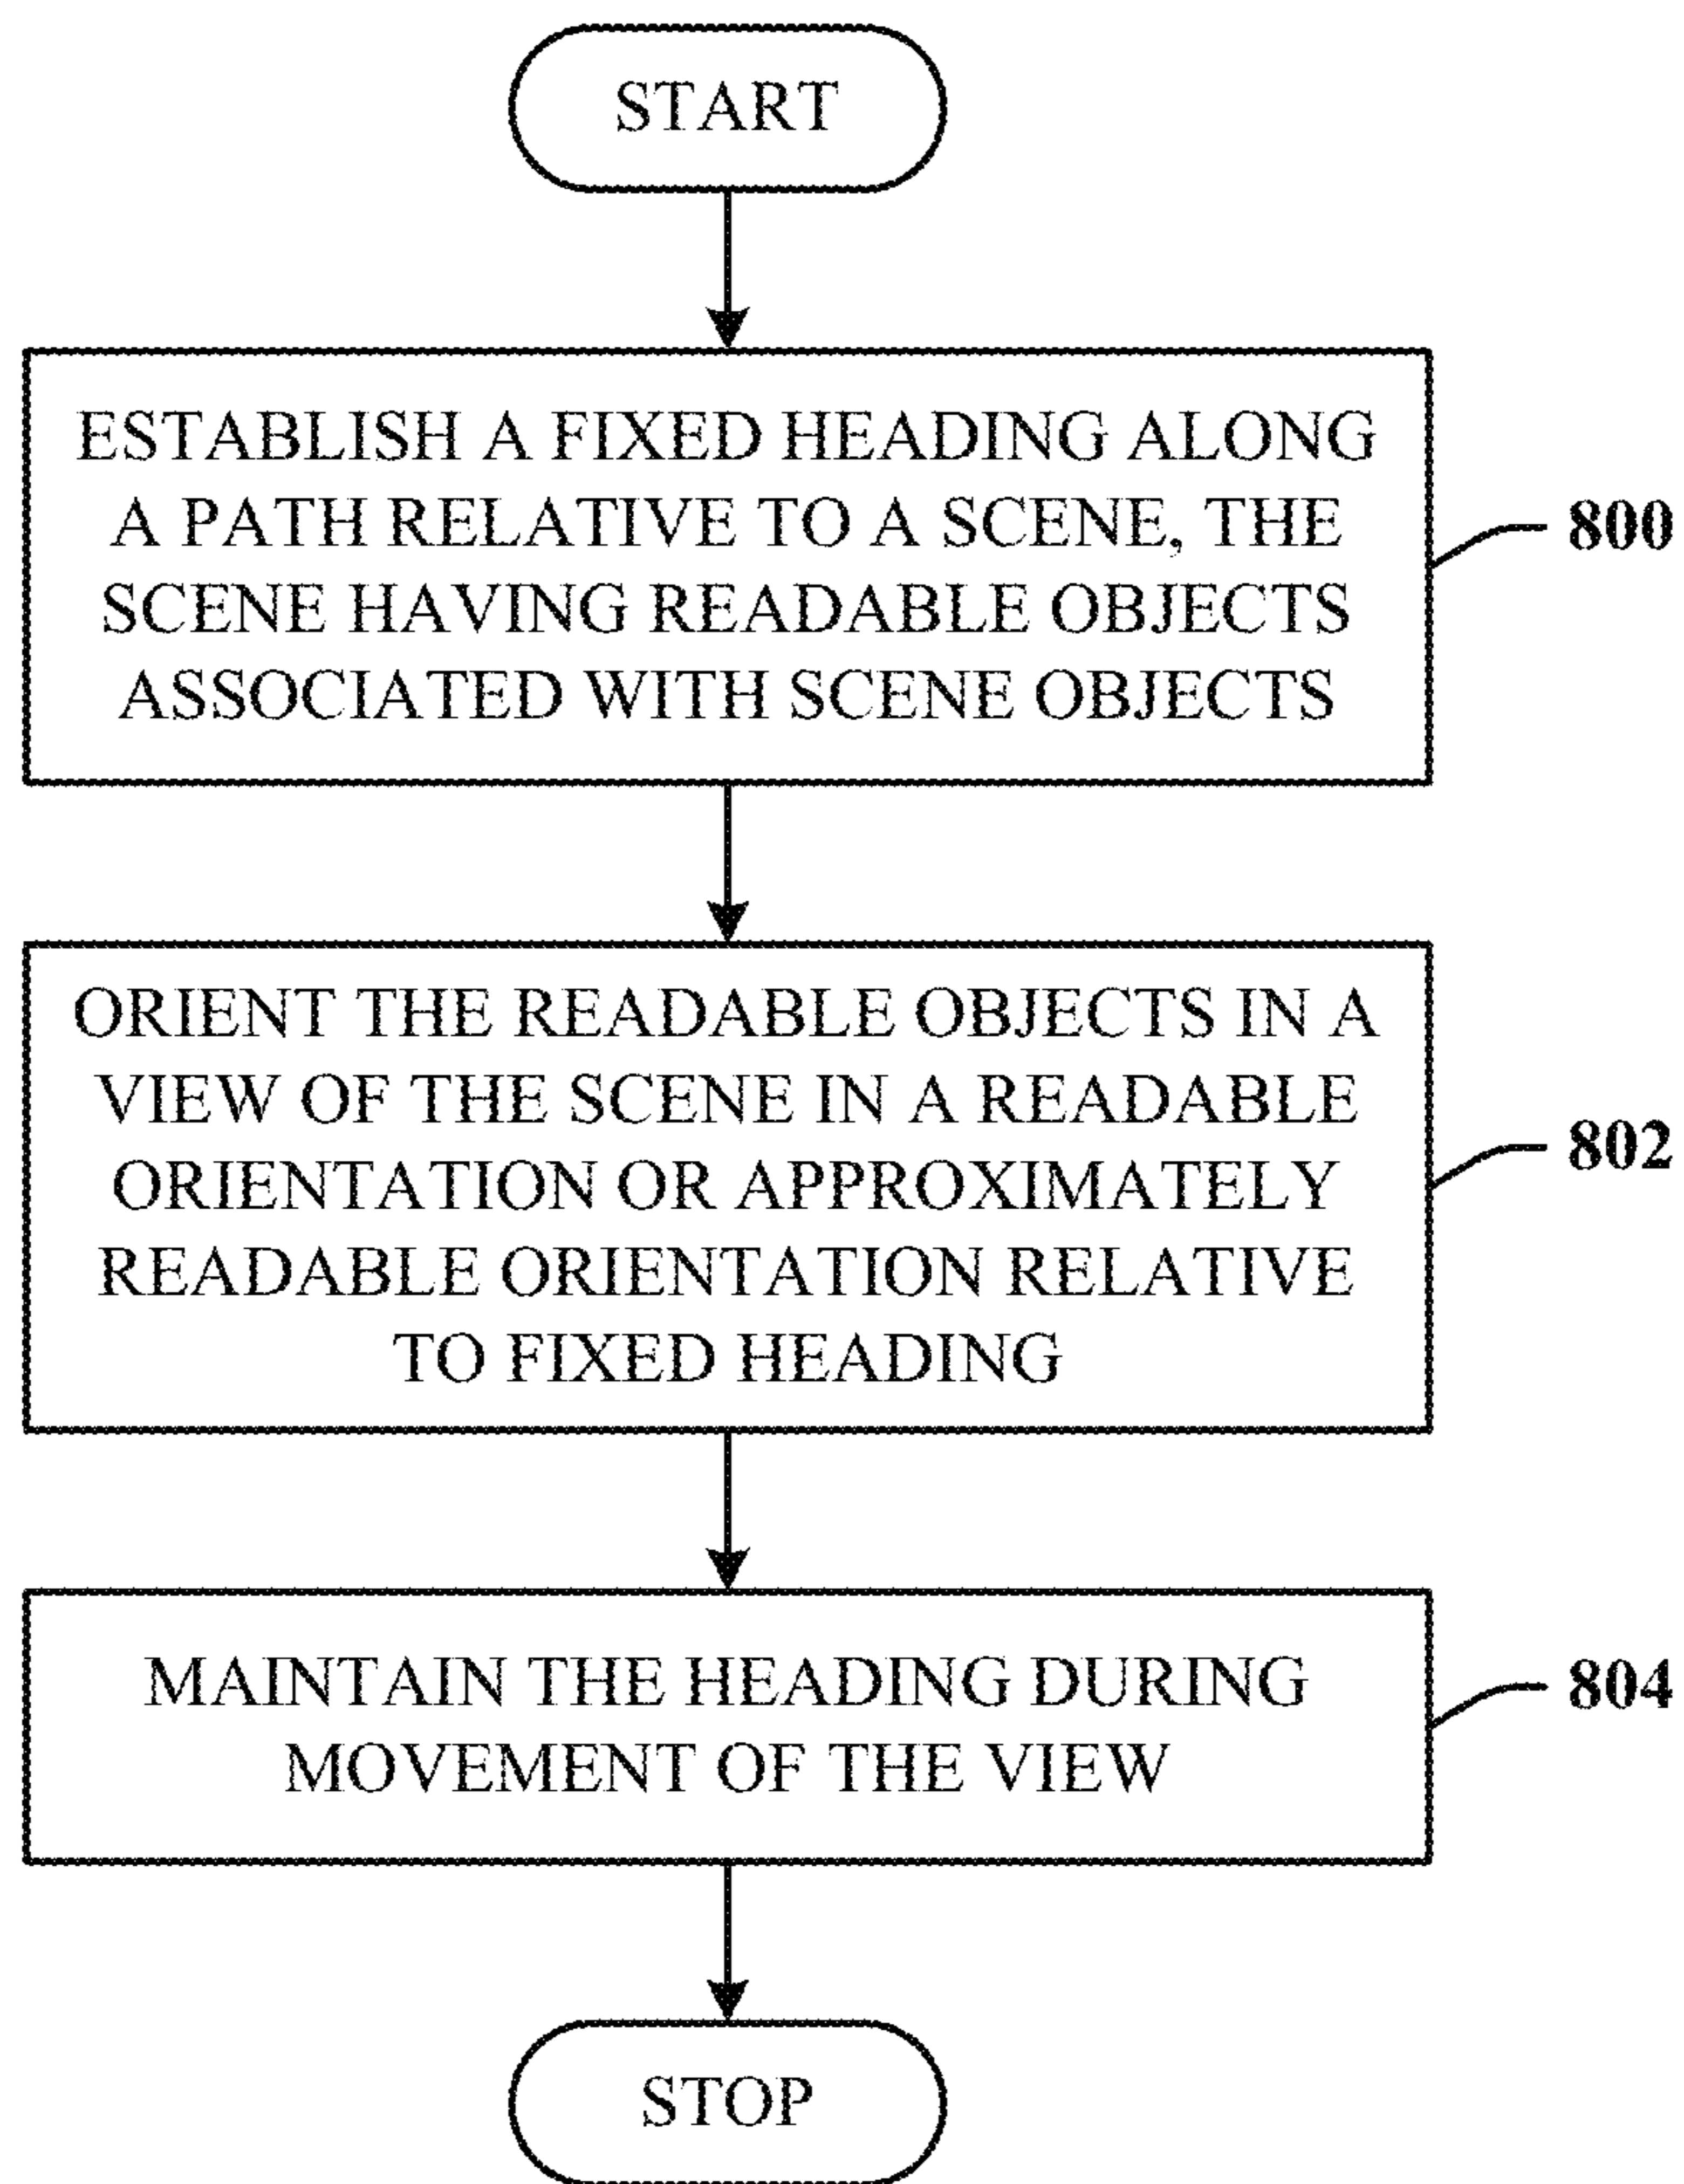 START
ESTABLISH A FIXED HEADING ALONG
A PATH RELATIVE TO A SCENE, THE
SCENE HAVING READABLE OBJECTS
ASSOCIATED WITH SCENE OBJECTS
800
ORIENT THE READABLE OBJECTS IN A
VIEW OF THE SCENE IN A READABLE
ORIENTATION OR APPROXIMATELY
READABLE ORIENTATION RELATIVE
TO FIXED HEADING
802
MAINTAIN THE HEADING DURING
MOVEMENT OF THE VIEW
804
STOP